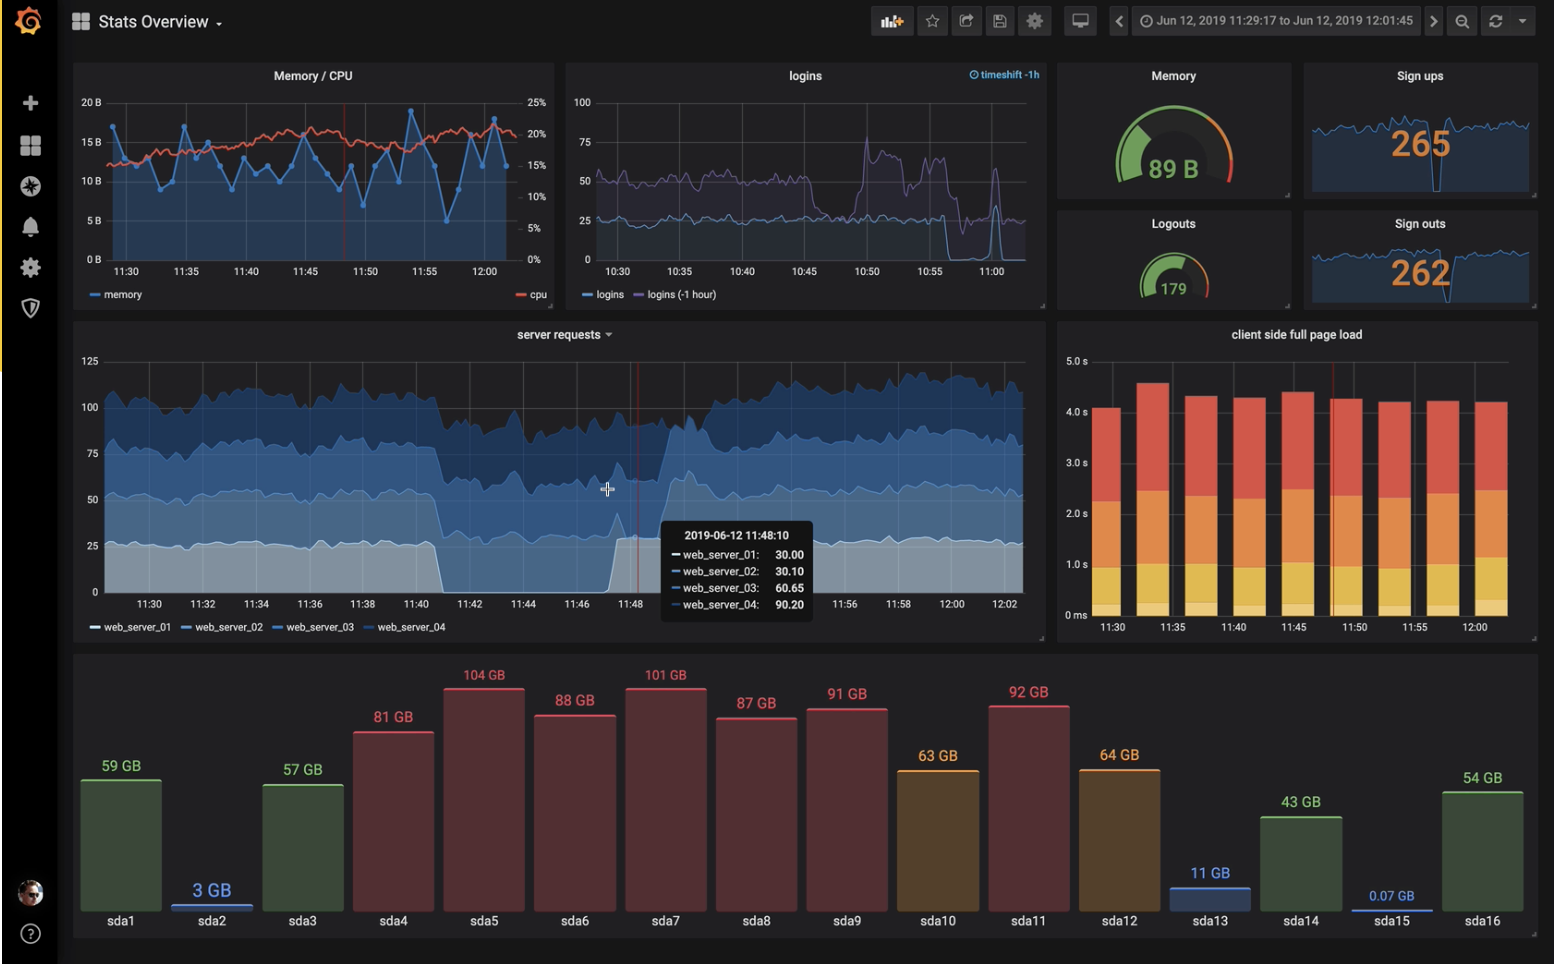 Stats Overview
Jun 12, 2019 11:29:17 to Jun 12, 2019 12:01:45
Memory / CPU
20 B
15 B
10 B
5 B
0 B
25%
20%
15%
10%
5%
0%
11:30 11:35 11:40 11:45 11:50 11:55 12:00
memory
cpu
logins
timeshift -1h
100
75
50
25
0
10:30 10:35 10:40 10:45 10:50 10:55 11:00
logins logins (-1 hour)
Memory
89 B
Sign ups
265
Logouts
179
Sign outs
262
server requests
125
100
75
50
25
0
11:30 11:32 11:34 11:36 11:38 11:40 11:42 11:44 11:46 11:48 11:56 11:58 12:00 12:02
2019-06-12 11:48:10
web_server_01: 30.00
web_server_02: 30.10
web_server_03: 60.65
web_server_04: 90.20
web_server_01 web_server_02 web_server_03 web_server_04
client side full page load
5.0 s
4.0 s
3.0 s
2.0 s
1.0 s
0 ms
11:30 11:35 11:40 11:45 11:50 11:55 12:00
59 GB
3 GB
57 GB
81 GB
104 GB
88 GB
101 GB
87 GB
91 GB
63 GB
92 GB
64 GB
11 GB
43 GB
0.07 GB
54 GB
sda1 sda2 sda3 sda4 sda5 sda6 sda7 sda8 sda9 sda10 sda11 sda12 sda13 sda14 sda15 sda16